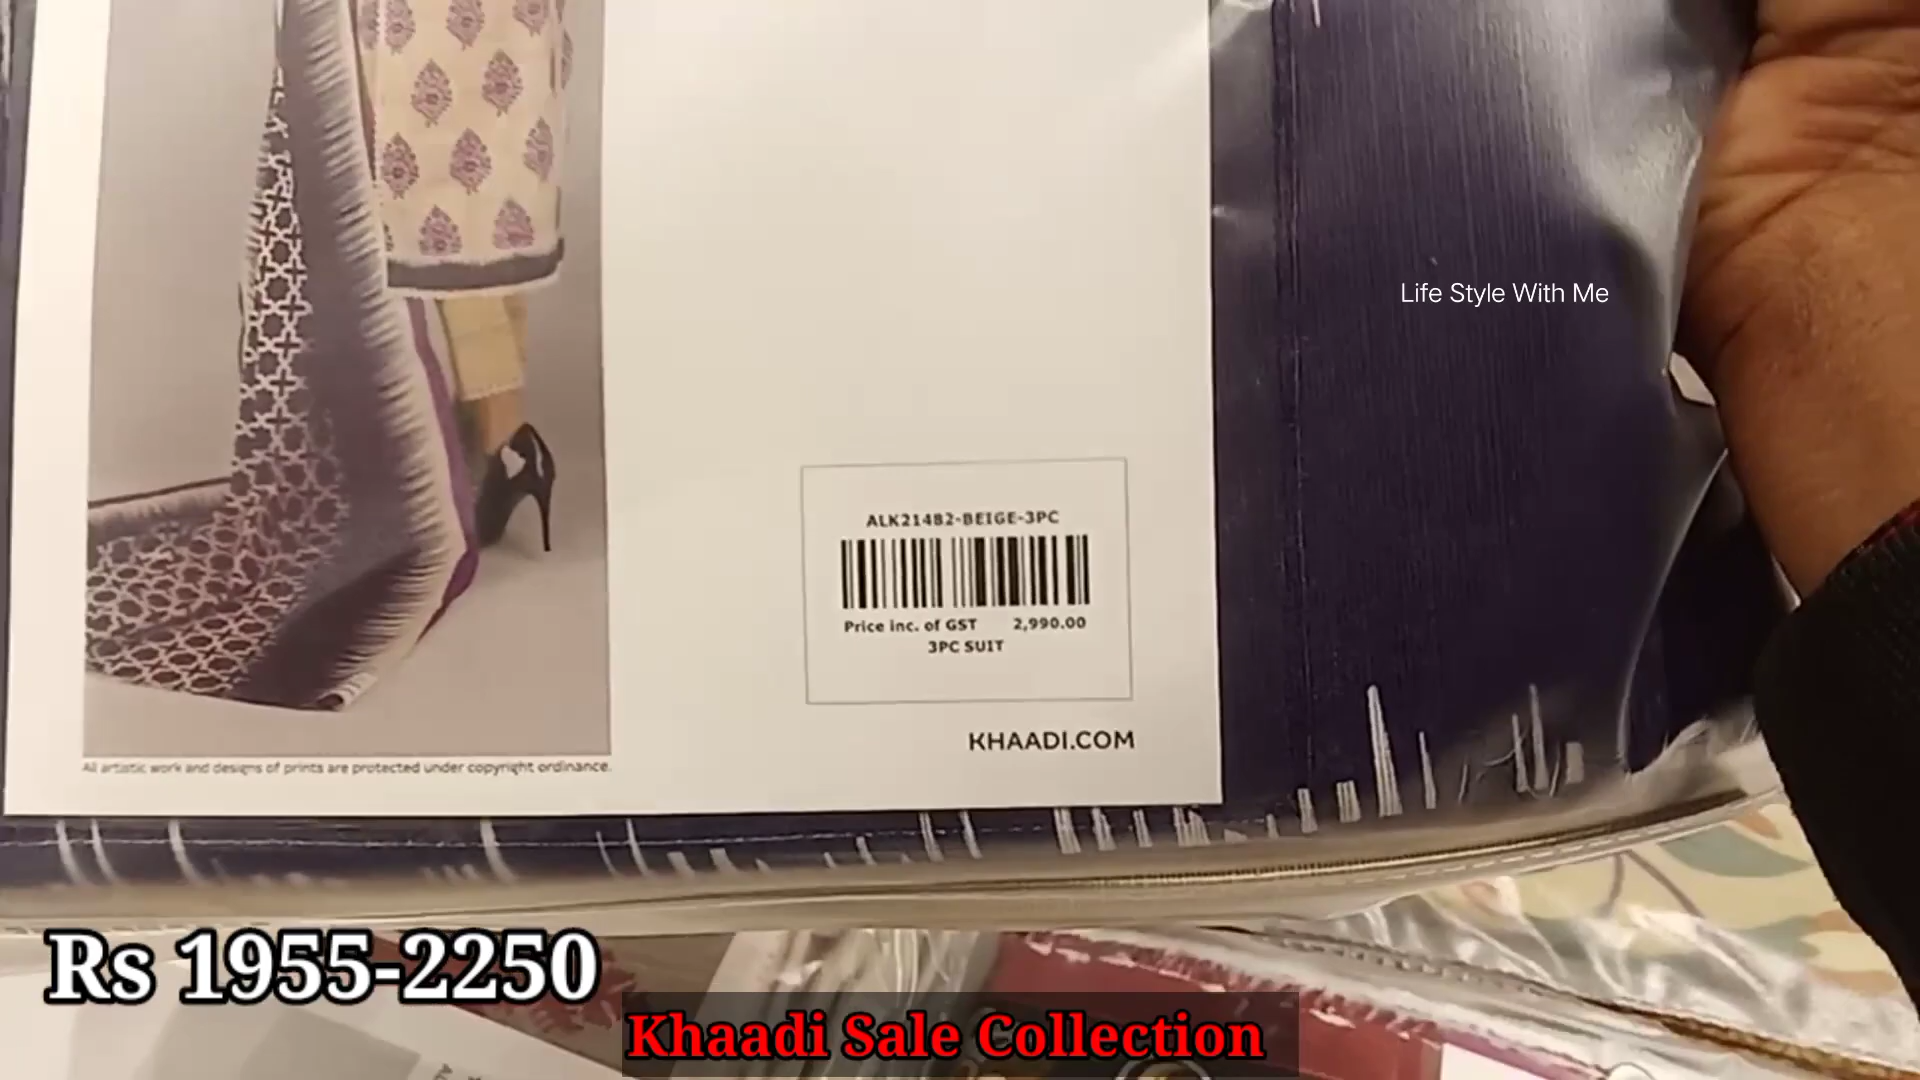 Life Style With Me
ALK21482-BEIGE-3PC
Price inc. of GST 2,990.00
3PC SUIT
KHAADI.COM
All artistic work and designs of prints are protected under copyright ordinance.
Rs 1955-2250
Khaadi Sale Collection